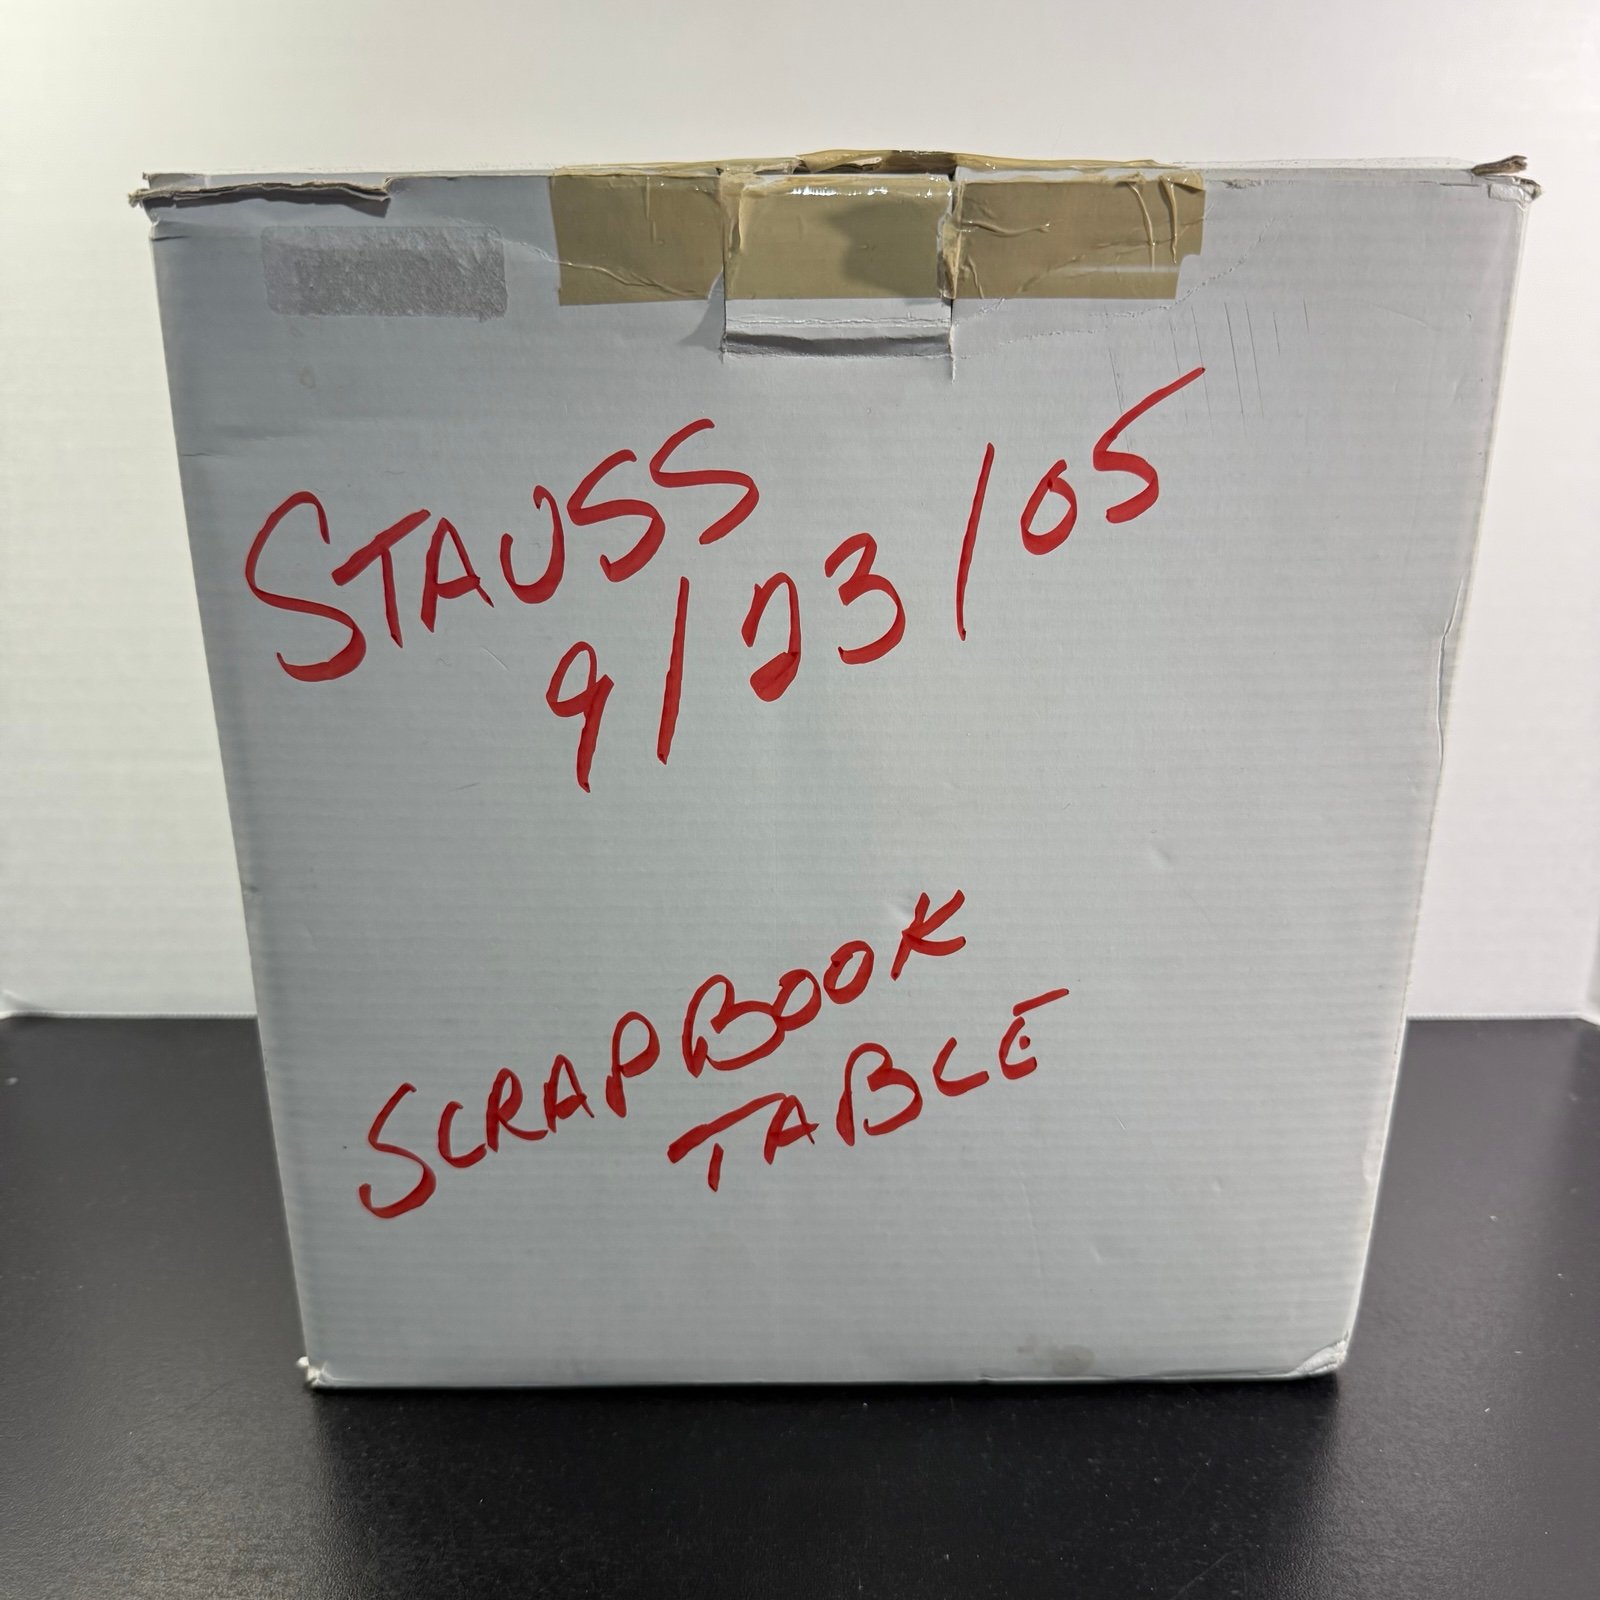 STAUSS
9/23/05
SCRAPBOOK
TABLE